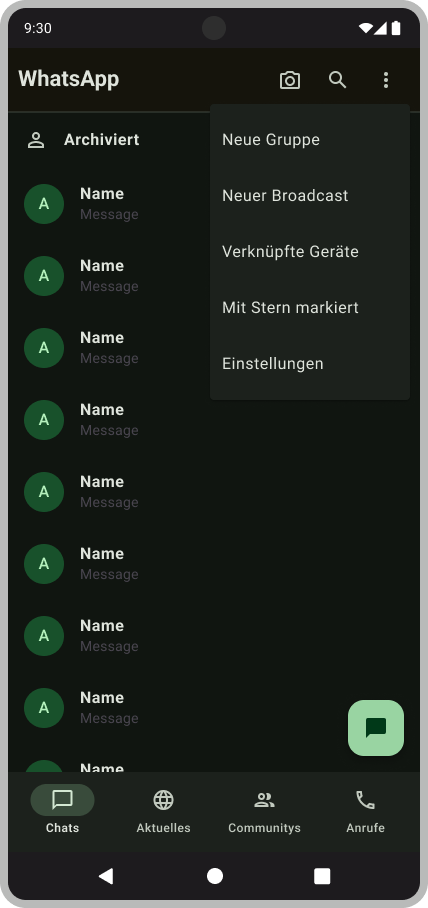 9:30
WhatsApp
Archiviert
Neue Gruppe
Neuer Broadcast
Verknüpfte Geräte
Mit Stern markiert
Einstellungen
A
Name
Message
A
Name
Message
A
Name
Message
A
Name
Message
A
Name
Message
A
Name
Message
A
Name
Message
A
Name
Message
Name
Chats
Aktuelles
Communitys
Anrufe